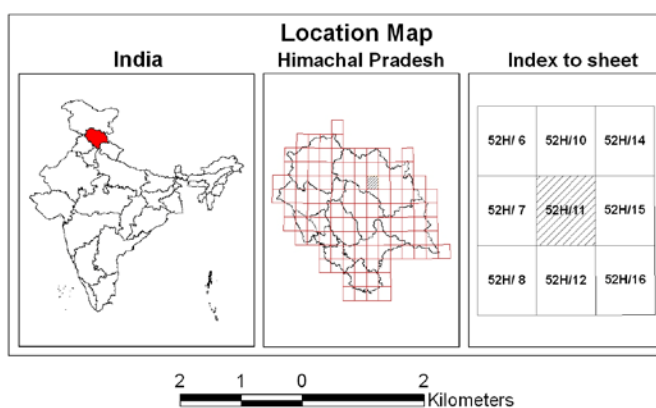 Location Map
India
Himachal Pradesh
Index to sheet
52H/ 6 52H/10 52H/14
52H/ 7 52H/11 52H/15
52H/ 8 52H/12 52H/16
2 1 0 2
Kilometers